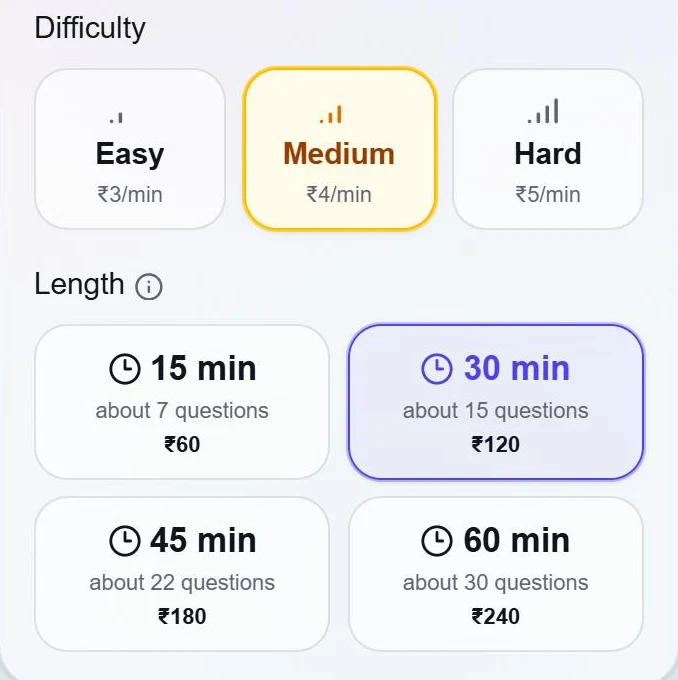 Difficulty
Easy
₹3/min
Medium
₹4/min
Hard
₹5/min
Length
15 min
about 7 questions
₹60
30 min
about 15 questions
₹120
45 min
about 22 questions
₹180
60 min
about 30 questions
₹240